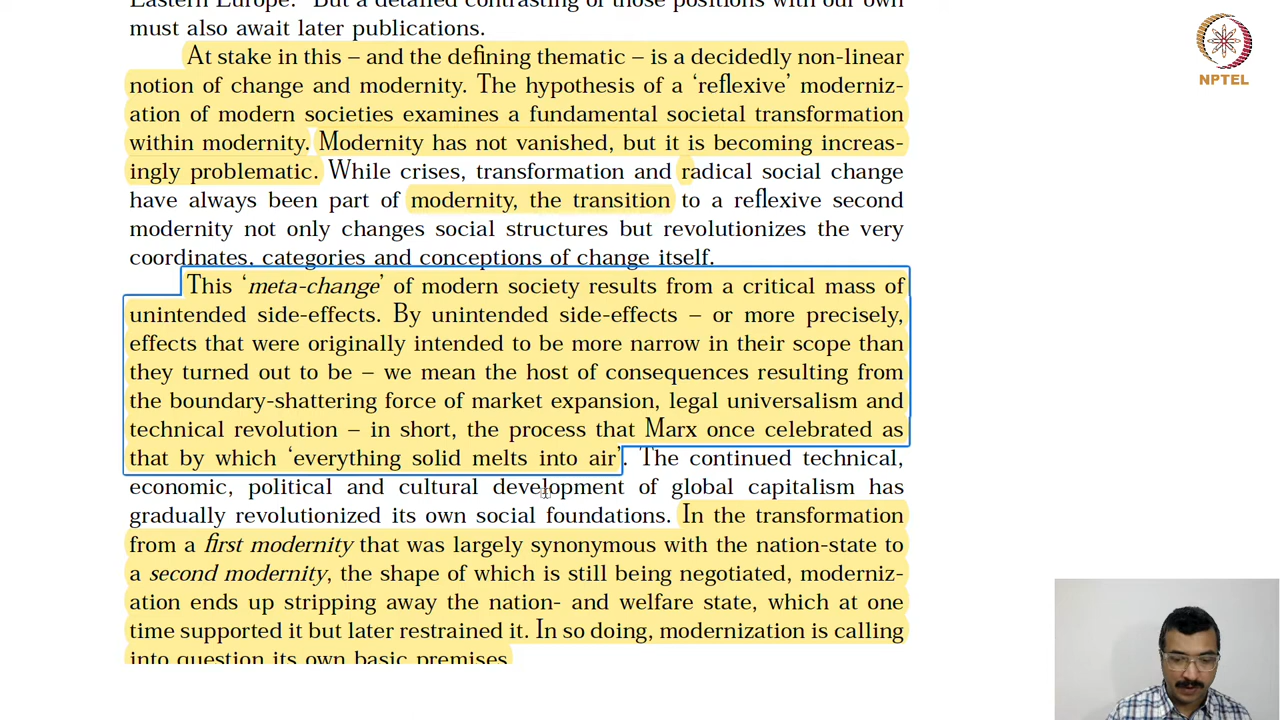 Eastern Europe. But a detailed contrasting of those positions with our own
must also await later publications.
At stake in this – and the defining thematic – is a decidedly non-linear
notion of change and modernity. The hypothesis of a ‘reflexive’ moderniz-
ation of modern societies examines a fundamental societal transformation
within modernity. Modernity has not vanished, but it is becoming increas-
ingly problematic. While crises, transformation and radical social change
have always been part of modernity, the transition to a reflexive second
modernity not only changes social structures but revolutionizes the very
coordinates, categories and conceptions of change itself.
This ‘meta-change’ of modern society results from a critical mass of
unintended side-effects. By unintended side-effects – or more precisely,
effects that were originally intended to be more narrow in their scope than
they turned out to be – we mean the host of consequences resulting from
the boundary-shattering force of market expansion, legal universalism and
technical revolution – in short, the process that Marx once celebrated as
that by which ‘everything solid melts into air’. The continued technical,
economic, political and cultural development of global capitalism has
gradually revolutionized its own social foundations. In the transformation
from a first modernity that was largely synonymous with the nation-state to
a second modernity, the shape of which is still being negotiated, moderniz-
ation ends up stripping away the nation- and welfare state, which at one
time supported it but later restrained it. In so doing, modernization is calling
into question its own basic premises
NPTEL